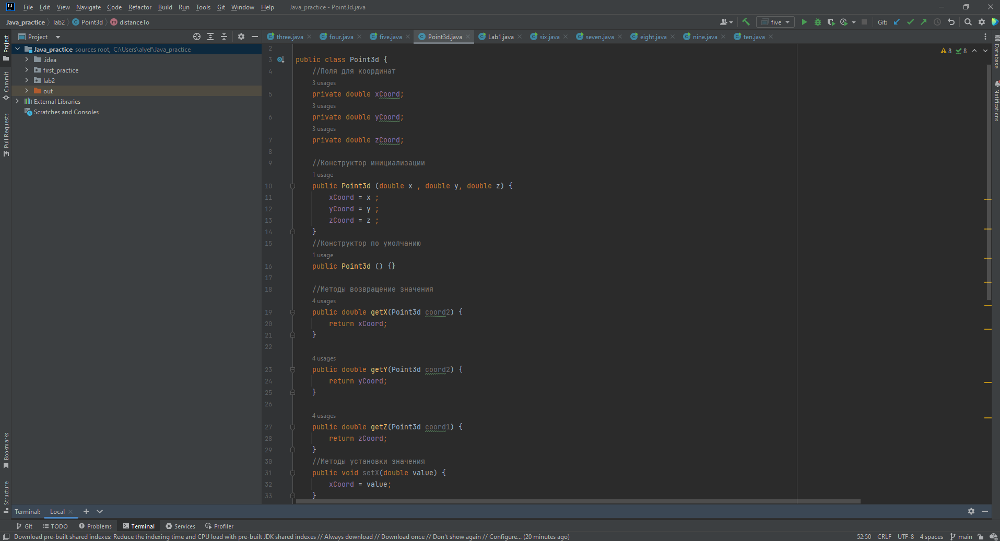 File Edit View Navigate Code Refactor Build Run Tools Git Window Help Java_practice - Point3d.java
Java_practice lab2 Point3d distanceTo five Git:
Project
three.java four.java five.java Point3d.java Lab1.java six.java seven.java eight.java nine.java ten.java
Java_practice sources root, C:\Users\alyef\Java_practice
.idea
first_practice
lab2
out
External Libraries
Scratches and Consoles
Project
Commit
Pull Requests
Bookmarks
Structure
8 8
Database
Notifications
2
3 public class Point3d {
4 //Поля для координат
3 usages
5 private double xCoord;
3 usages
6 private double yCoord;
3 usages
7 private double zCoord;
8
9 //Конструктор инициализации
1 usage
10 public Point3d (double x , double y, double z) {
11 xCoord = x ;
12 yCoord = y ;
13 zCoord = z ;
14 }
15 //Конструктор по умолчанию
1 usage
16 public Point3d () {}
17
18 //Методы возвращение значения
4 usages
19 public double getX(Point3d coord2) {
20 return xCoord;
21 }
22
4 usages
23 public double getY(Point3d coord2) {
24 return yCoord;
25 }
26
4 usages
27 public double getZ(Point3d coord1) {
28 return zCoord;
29 }
30 //Методы установки значения
31 public void setX(double value) {
32 xCoord = value;
33 }
Terminal: Local
Git TODO Problems Terminal Services Profiler
Download pre-built shared indexes: Reduce the indexing time and CPU load with pre-built JDK shared indexes // Always download // Download once // Don't show again // Configure... (20 minutes ago) 52:50 CRLF UTF-8 4 spaces main